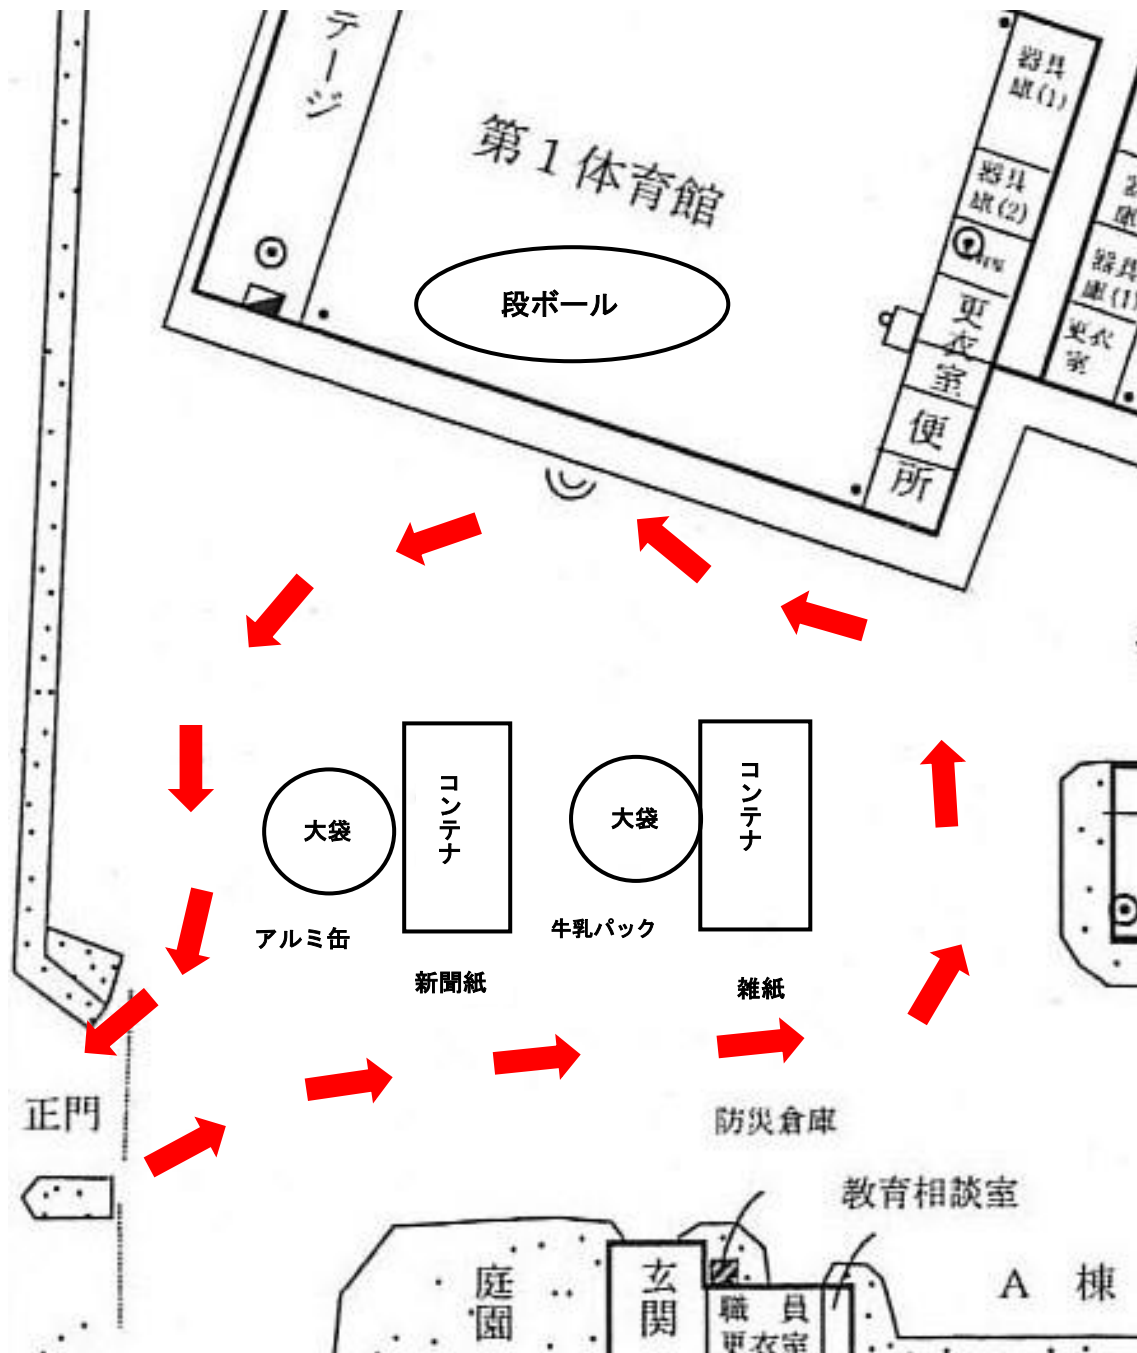 テージ
第1体育館
段ボール
器具
庫(1)
器具
庫(2)
更衣室
便所
器具
庫(1)
更衣
室
大袋
コンテナ
大袋
コンテナ
アルミ缶
新聞紙
牛乳パック
雑紙
正門
防災倉庫
教育相談室
庭園
玄関
職員
更衣室
A棟